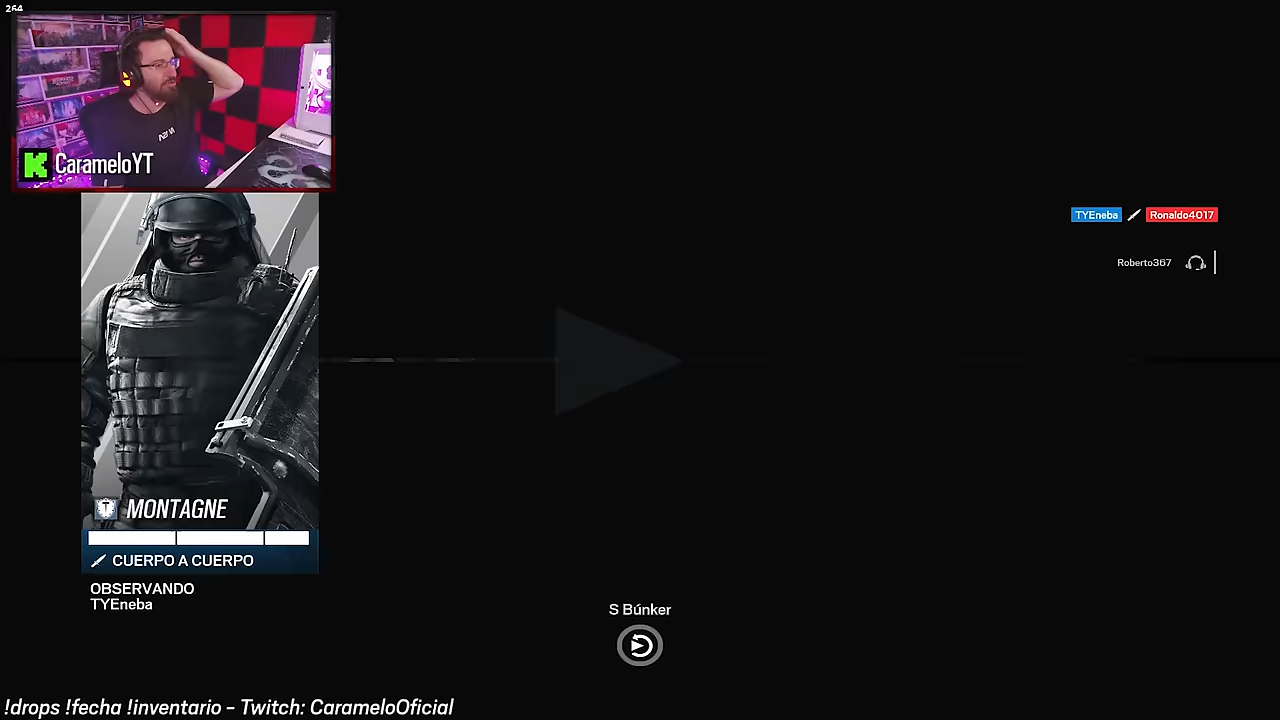 264
K CarameloYT
TYEneba Ronaldo4017
Roberto367
MONTAGNE
CUERPO A CUERPO
OBSERVANDO
TYEneba
S Búnker
!drops !fecha !inventario - Twitch: CarameloOficial